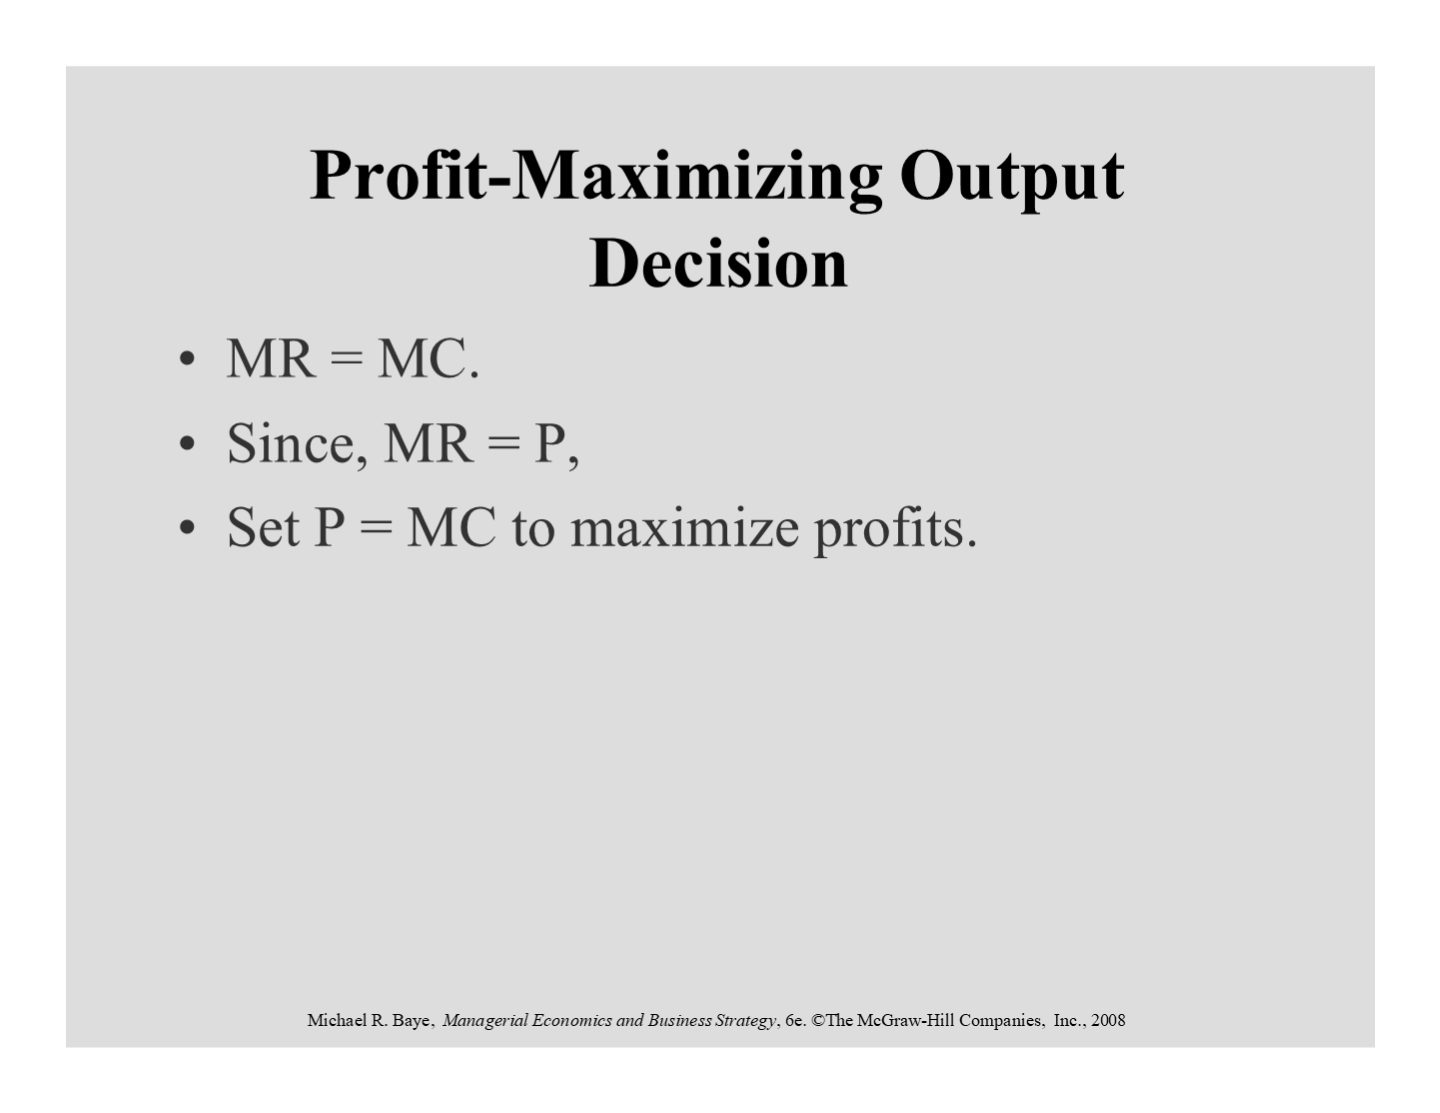 Profit-Maximizing Output
Decision
• MR = MC.
• Since, MR = P,
• Set P = MC to maximize profits.
Michael R. Baye, Managerial Economics and Business Strategy, 6e. ©The McGraw-Hill Companies, Inc., 2008